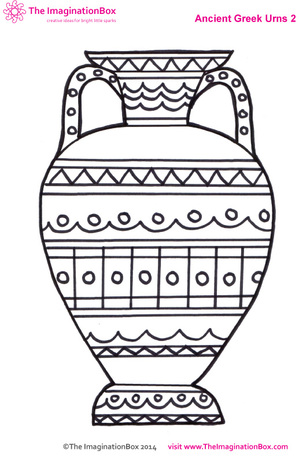 The ImaginationBox
creative ideas for bright little sparks
Ancient Greek Urns 2
©The ImaginationBox 2014
visit www.TheImaginationBox.com